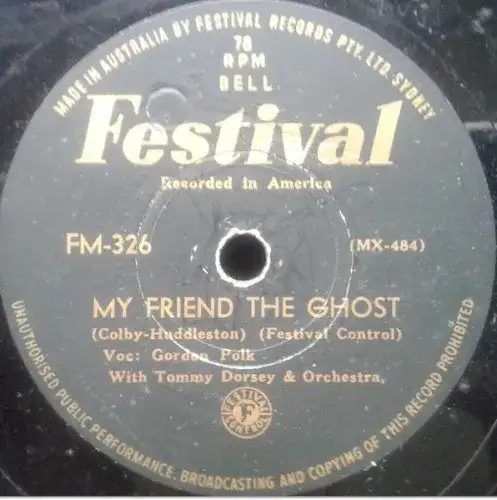 MADE IN AUSTRALIA BY FESTIVAL RECORDS PTY. LTD. SYDNEY
78
RPM
BELL
Festival
Recorded in America
FM-326
(MX-484)
MY FRIEND THE GHOST
(Colby-Huddleston) (Festival Control)
Voc: Gordon Polk
With Tommy Dorsey & Orchestra
FESTIVAL
F
CONTROL
UNAUTHORISED PUBLIC PERFORMANCE, BROADCASTING AND COPYING OF THIS RECORD PROHIBITED